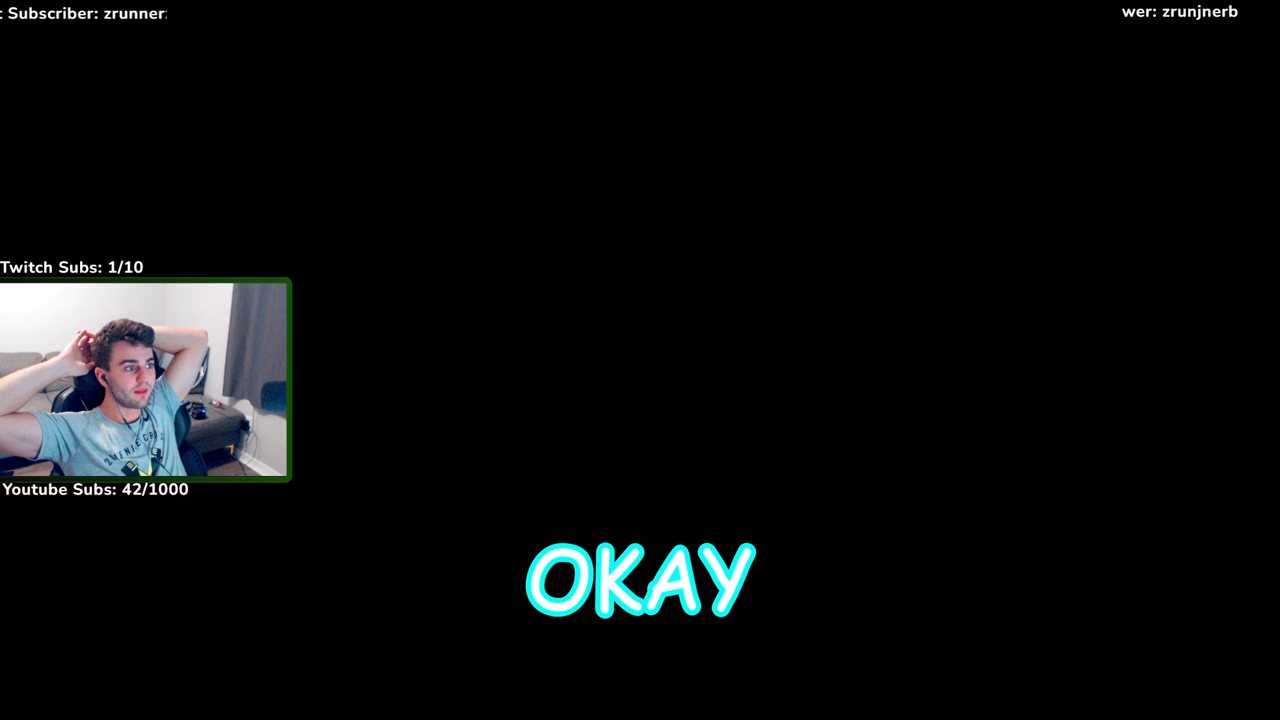 : Subscriber: zrunner
wer: zrunjnerb
Twitch Subs: 1/10
Youtube Subs: 42/1000
OKAY